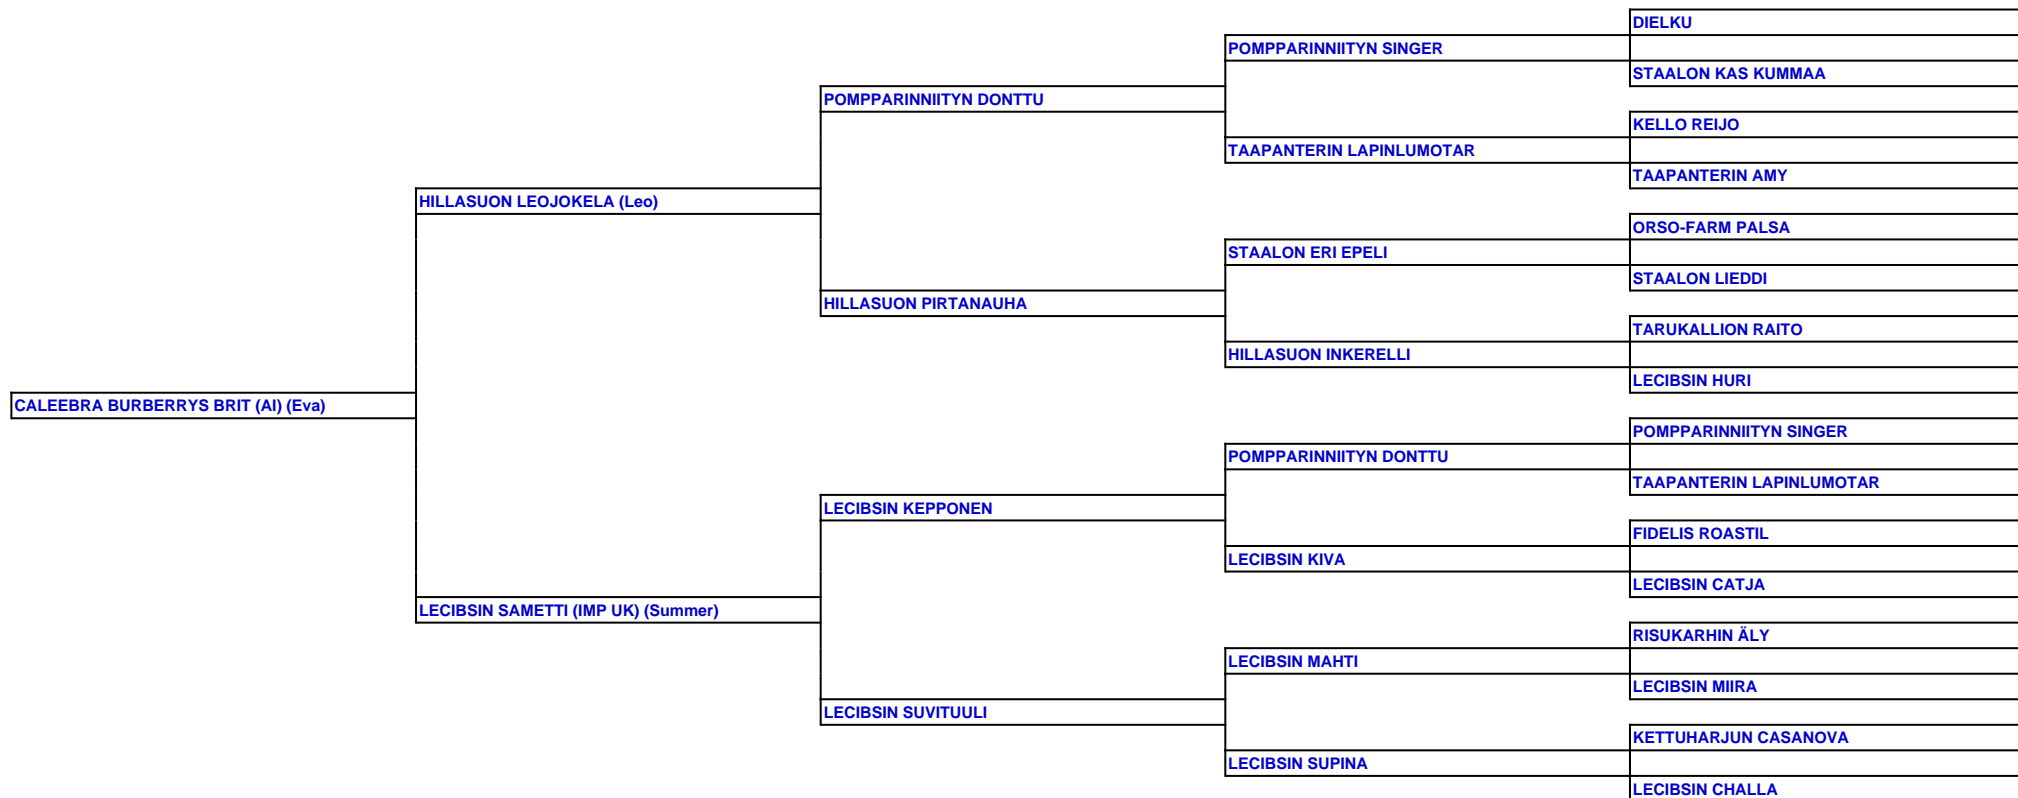 DIELKU
POMPPARINNIITYN SINGER
STAALON KAS KUMMAA
POMPPARINNIITYN DONTTU
KELLO REIJO
TAAPANTERIN LAPINLUMOTAR
TAAPANTERIN AMY
HILLASUON LEOJOKELA (Leo)
ORSO-FARM PALSA
STAALON ERI EPELI
STAALON LIEDDI
HILLASUON PIRTANAUHA
TARUKALLION RAITO
HILLASUON INKERELLI
LECIBSIN HURI
CALEEBRA BURBERRYS BRIT (AI) (Eva)
POMPPARINNIITYN SINGER
POMPPARINNIITYN DONTTU
TAAPANTERIN LAPINLUMOTAR
LECIBSIN KEPPONEN
FIDELIS ROASTIL
LECIBSIN KIVA
LECIBSIN CATJA
LECIBSIN SAMETTI (IMP UK) (Summer)
RISUKARHIN ÄLY
LECIBSIN MAHTI
LECIBSIN MIIRA
LECIBSIN SUVITUULI
KETTUHARJUN CASANOVA
LECIBSIN SUPINA
LECIBSIN CHALLA